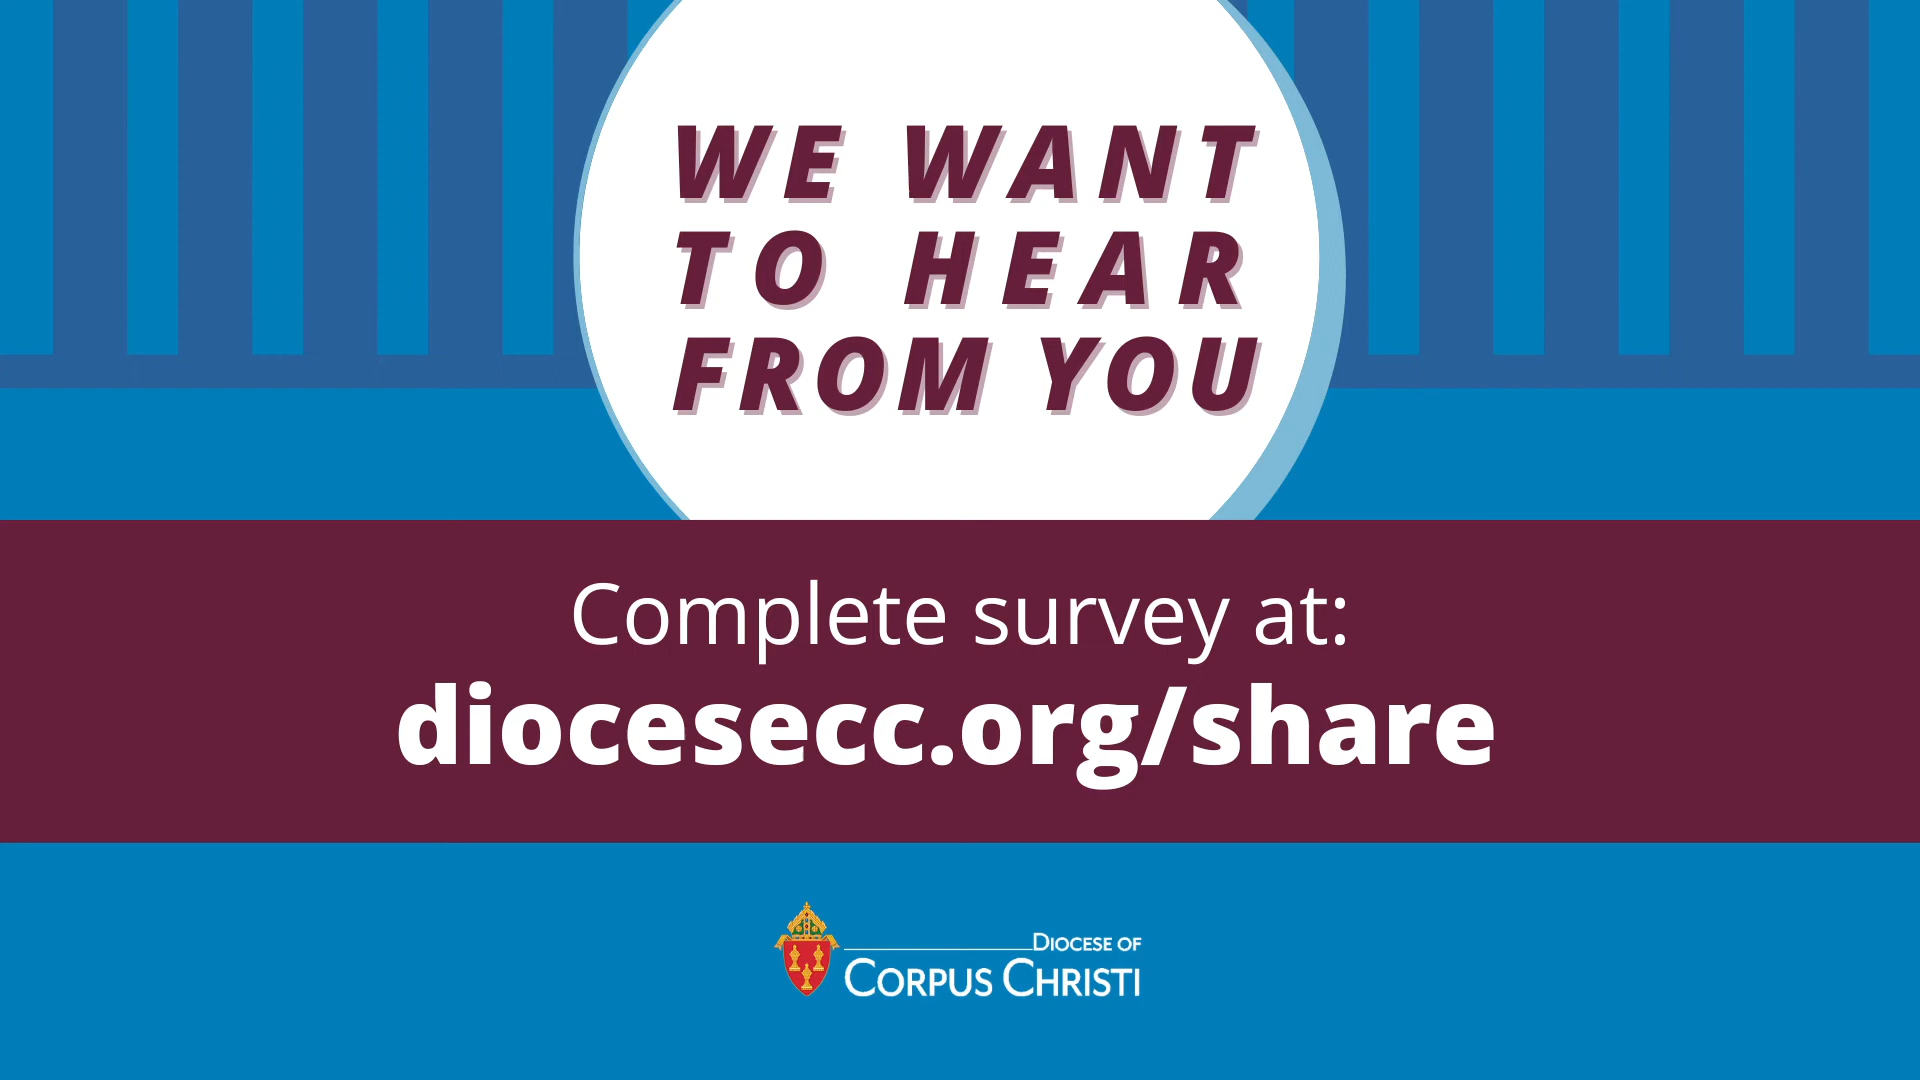 WE WANT
TO HEAR
FROM YOU
Complete survey at:
diocesecc.org/share
DIOCESE OF
CORPUS CHRISTI